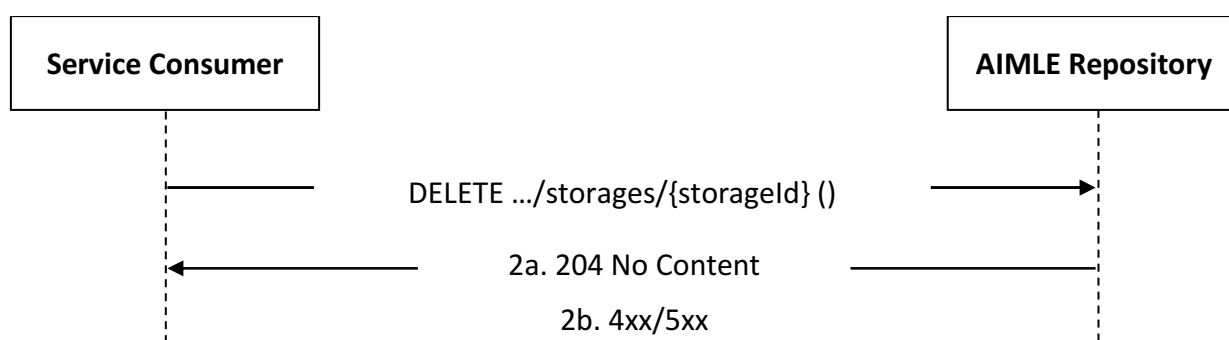 Service Consumer
AIMLE Repository
DELETE .../storages/{storageId} ()
2a. 204 No Content
2b. 4xx/5xx